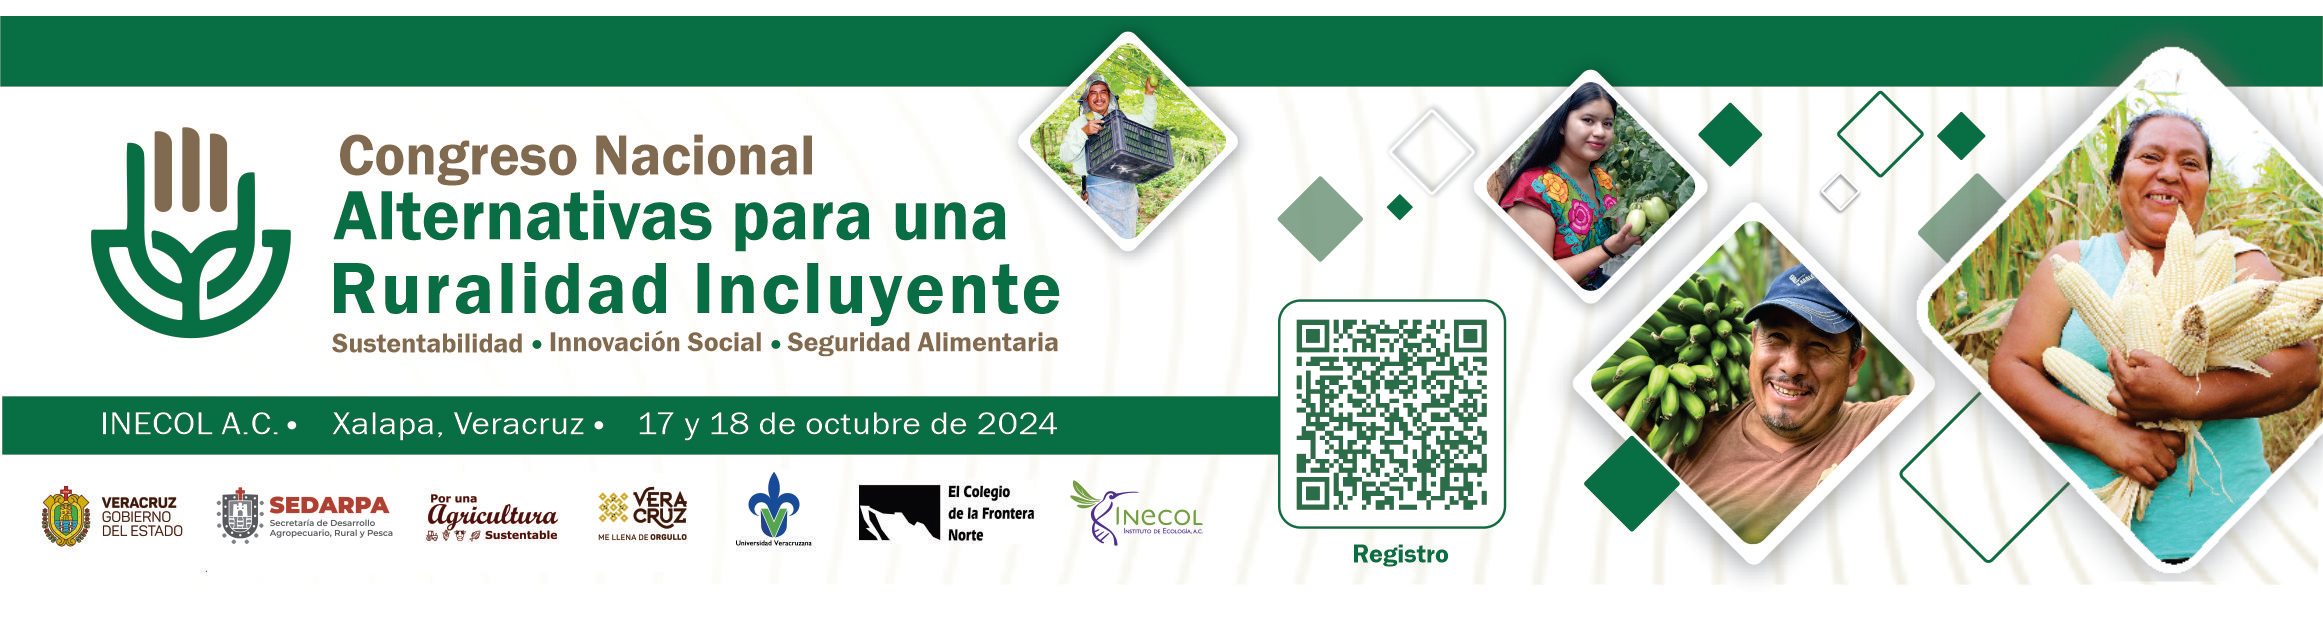 Congreso Nacional
Alternativas para una
Ruralidad Incluyente
Sustentabilidad • Innovación Social • Seguridad Alimentaria
INECOL A.C. • Xalapa, Veracruz • 17 y 18 de octubre de 2024
VERACRUZ
GOBIERNO
DEL ESTADO
SEDARPA
Secretaría de Desarrollo
Agropecuario, Rural y Pesca
Por una
Agricultura
Sustentable
VERA
CRUZ
ME LLENA DE ORGULLO
Universidad Veracruzana
El Colegio
de la Frontera
Norte
INECOL
INSTITUTO DE ECOLOGÍA, A.C.
Registro